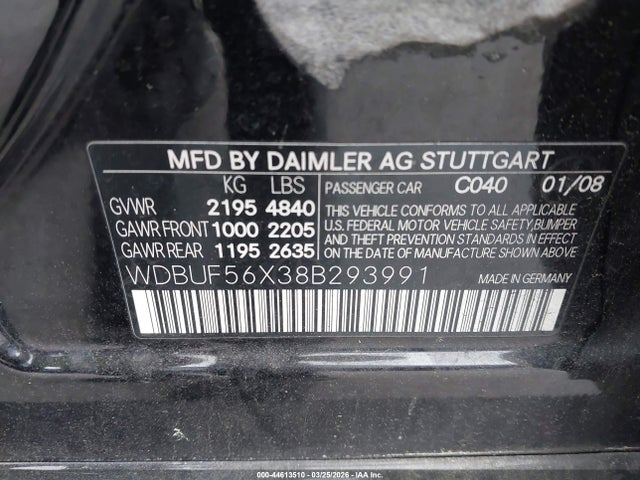 MFD BY DAIMLER AG STUTTGART
KG LBS PASSENGER CAR C040 01/08
GVWR 2195 4840
GAWR FRONT 1000 2205
GAWR REAR 1195 2635
THIS VEHICLE CONFORMS TO ALL APPLICABLE
U.S. FEDERAL MOTOR VEHICLE SAFETY, BUMPER
AND THEFT PREVENTION STANDARDS IN EFFECT
ON THE DATE OF MANUFACTURE SHOWN ABOVE.
WDBUF56X38B293991 MADE IN GERMANY
000-44613510 - 03/25/2026 - IAAI CORP.